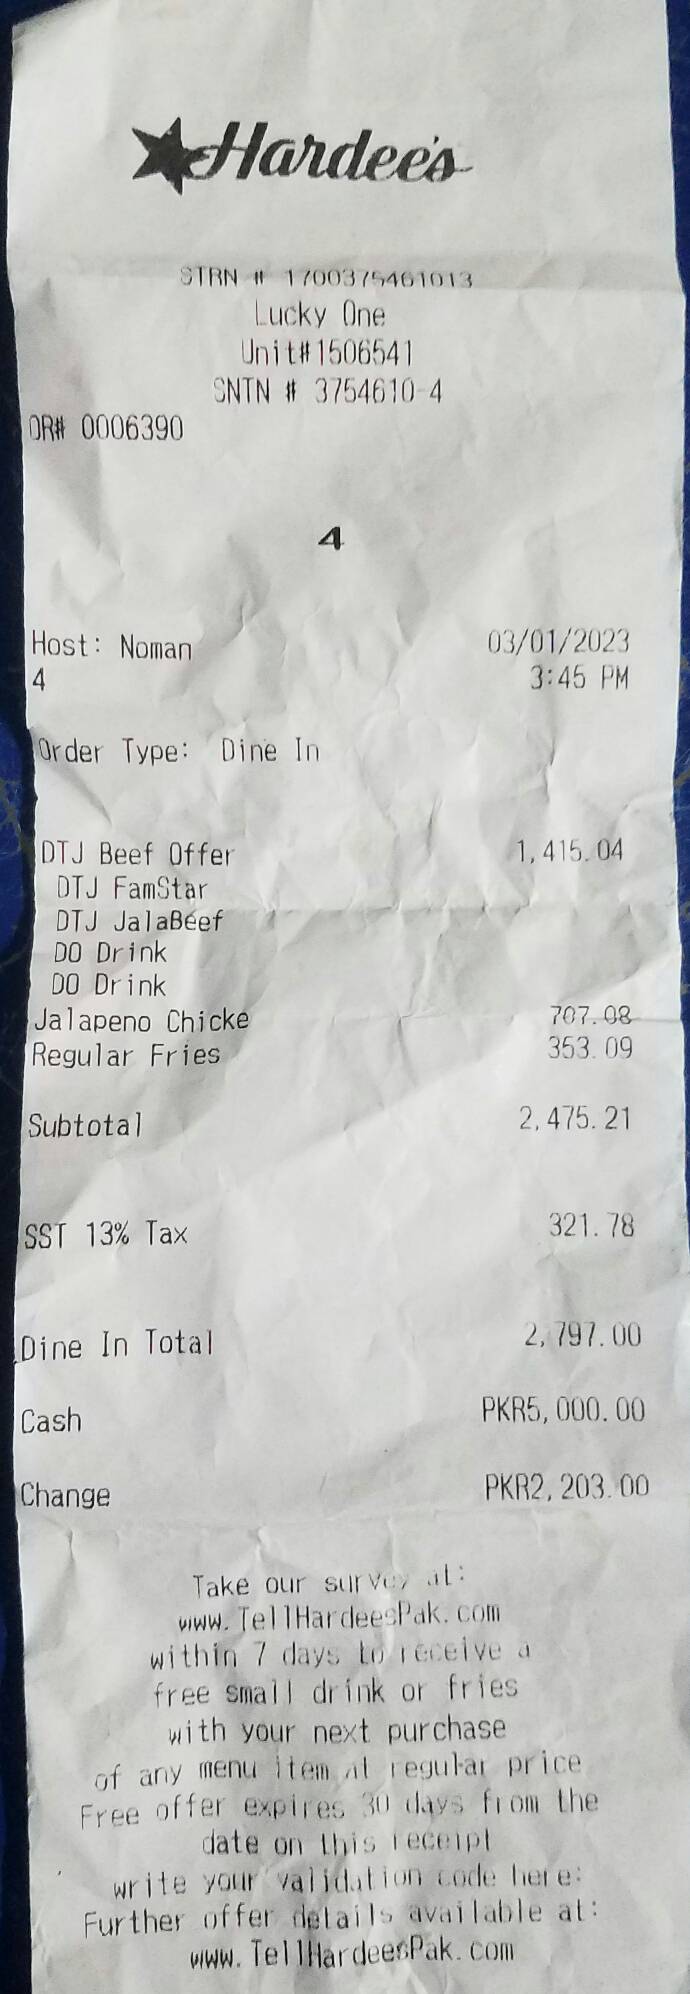 Hardee's
STRN # 1700375461013
Lucky One
Unit#1506541
SNTN # 3754610-4
OR# 0006390
4
Host: Noman 03/01/2023
4 3:45 PM
Order Type: Dine In
DTJ Beef Offer 1,415.04
DTJ FamStar
DTJ JalaBeef
DO Drink
DO Drink
Jalapeno Chicke 707.08
Regular Fries 353.09
Subtotal 2,475.21
SST 13% Tax 321.78
Dine In Total 2,797.00
Cash PKR5,000.00
Change PKR2,203.00
Take our survey at:
www.TellHardeesPak.com
within 7 days to receive a
free small drink or fries
with your next purchase
of any menu item at regular price
Free offer expires 30 days from the
date on this receipt
write your validation code here:
Further offer details available at:
www.TellHardeesPak.com